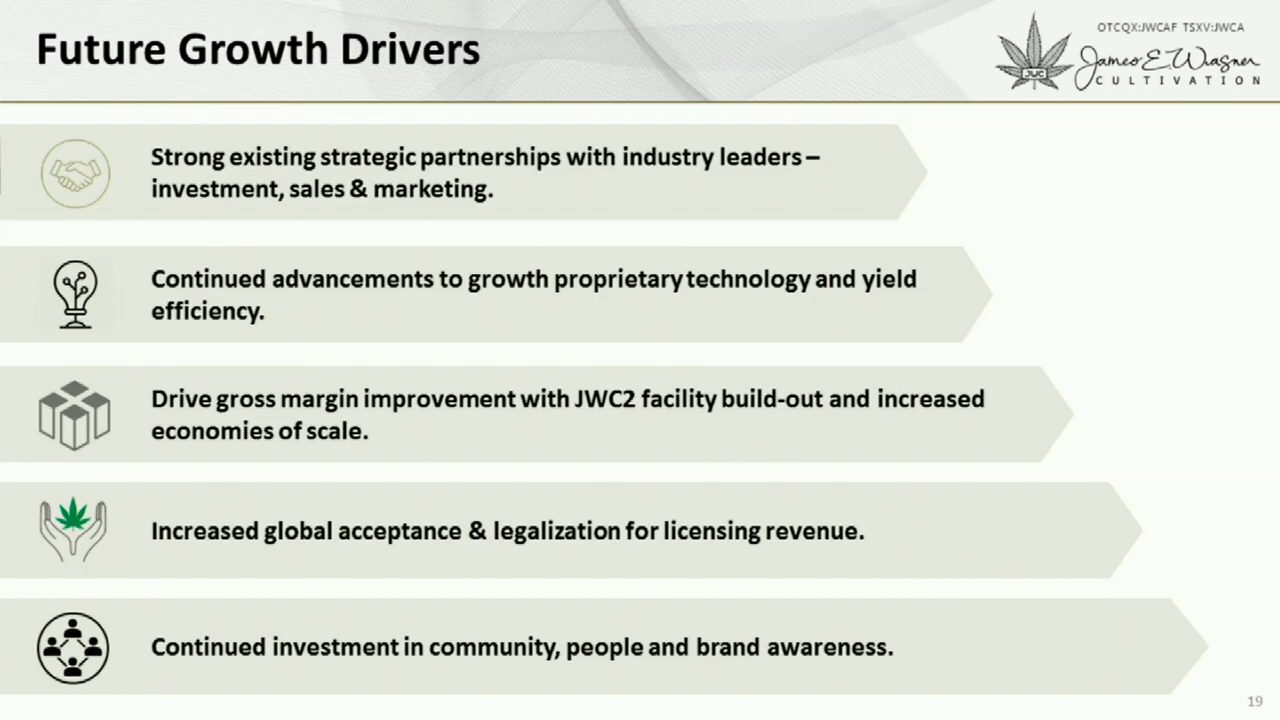 Future Growth Drivers
OTCQX:JWCAF TSXV:JWCA
JWC
James E. Wagner
CULTIVATION
Strong existing strategic partnerships with industry leaders –
investment, sales & marketing.
Continued advancements to growth proprietary technology and yield
efficiency.
Drive gross margin improvement with JWC2 facility build-out and increased
economies of scale.
Increased global acceptance & legalization for licensing revenue.
Continued investment in community, people and brand awareness.
19